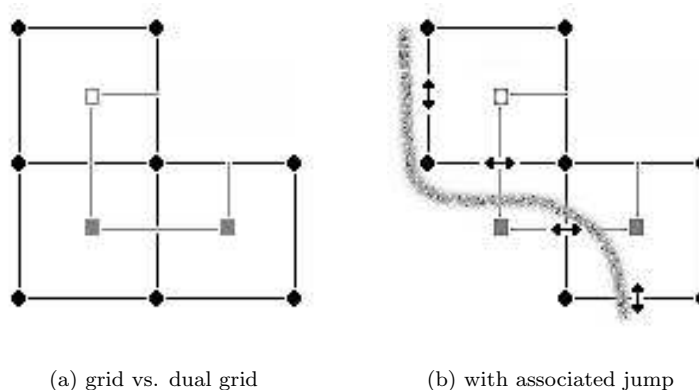 (a) grid vs. dual grid
(b) with associated jump